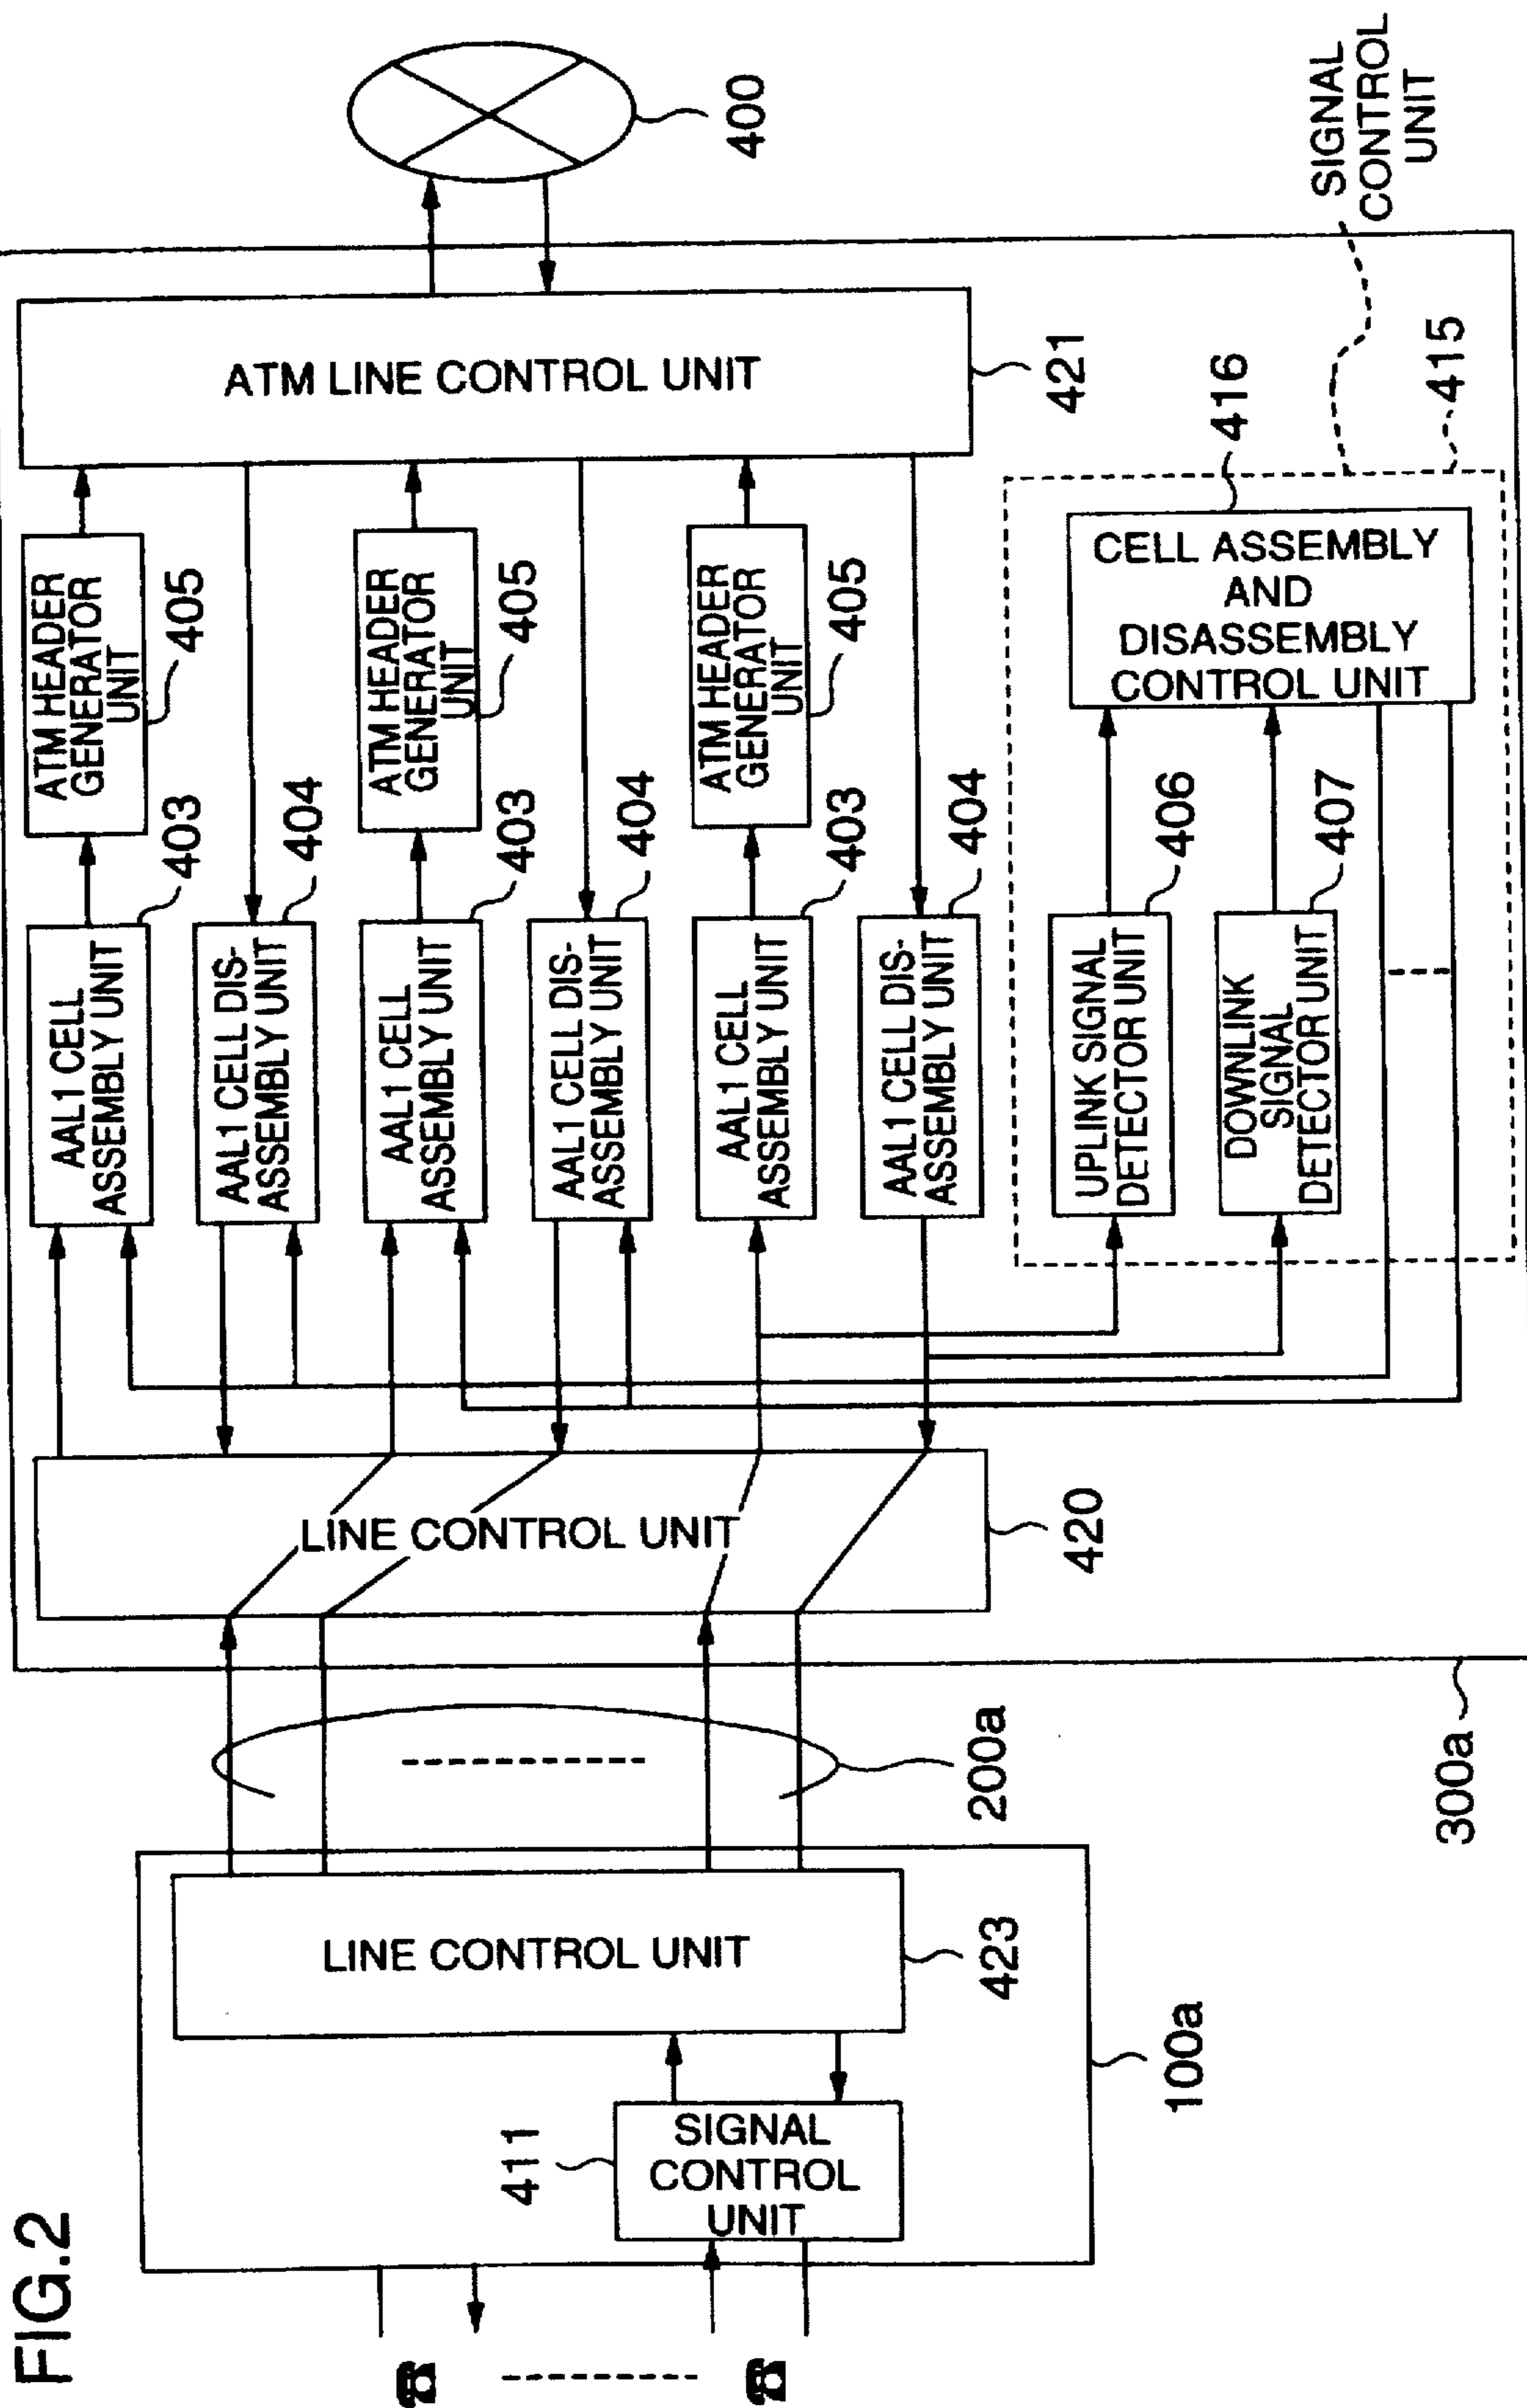 FIG.2
100a
411
SIGNAL
CONTROL
UNIT
LINE CONTROL UNIT
423
200a
300a
LINE CONTROL UNIT
420
AAL1 CELL
ASSEMBLY UNIT
403
ATM HEADER
GENERATOR
UNIT
405
AAL1 CELL DIS-
ASSEMBLY UNIT
404
AAL1 CELL
ASSEMBLY UNIT
403
ATM HEADER
GENERATOR
UNIT
405
AAL1 CELL DIS-
ASSEMBLY UNIT
404
AAL1 CELL
ASSEMBLY UNIT
403
ATM HEADER
GENERATOR
UNIT
405
AAL1 CELL DIS-
ASSEMBLY UNIT
404
ATM LINE CONTROL UNIT
421
400
UPLINK SIGNAL
DETECTOR UNIT
406
DOWNLINK
SIGNAL
DETECTOR UNIT
407
CELL ASSEMBLY
AND
DISASSEMBLY
CONTROL UNIT
416
415
SIGNAL
CONTROL
UNIT